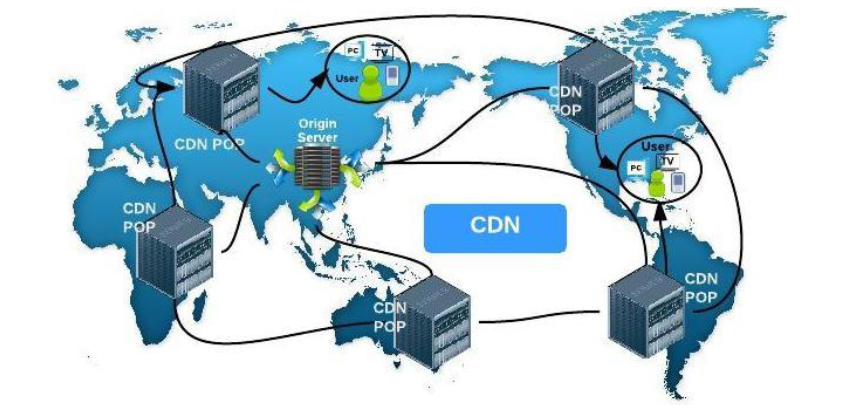 PC
TV
User
CDN
POP
CDN POP
Origin
Server
User
TV
PC
CDN
POP
CDN
CDN
POP
CDN
POP